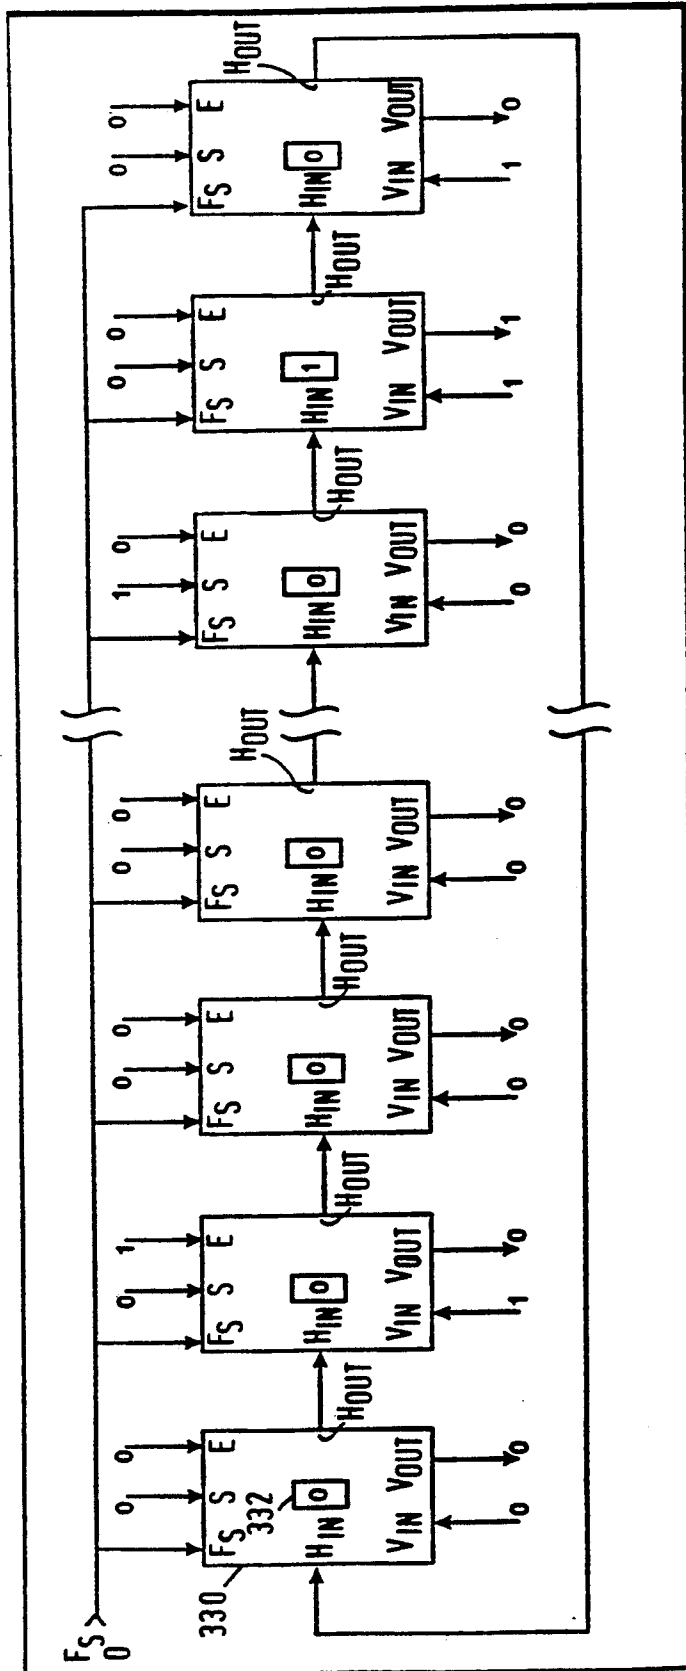 FS
0
0 0 0 1 0 0 0 0 1 0 0 0 0 0
FS S E FS S E FS S E FS S E FS S E FS S E FS S E
330
332
HOUT HOUT
0 0 0 0 0 1 0
HIN HIN HIN HIN HIN HIN HIN
HOUT HOUT HOUT HOUT HOUT
VIN VOUT VIN VOUT VIN VOUT VIN VOUT VIN VOUT VIN VOUT VIN VOUT
0 0 1 0 0 0 0 0 0 0 1 1 1 0